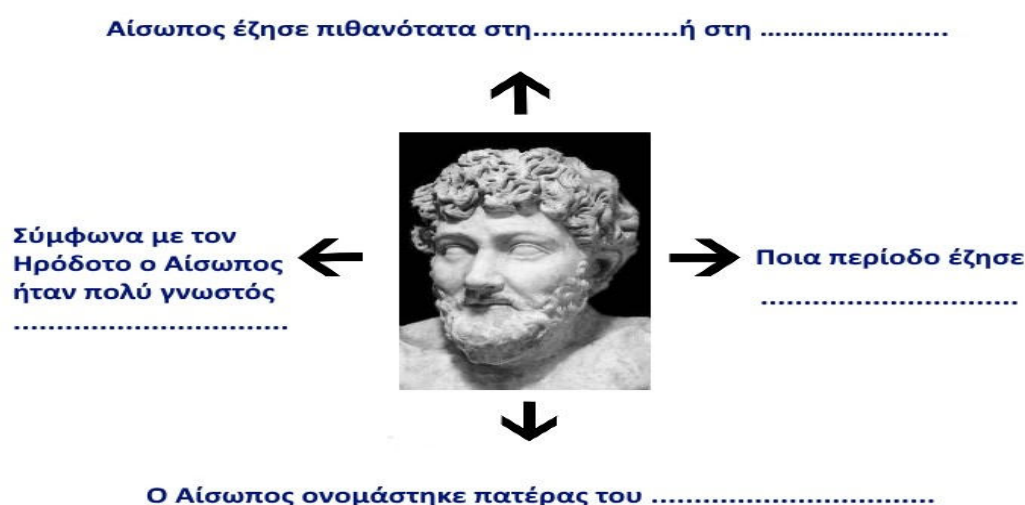 Αίσωπος έζησε πιθανότατα στη.................ή στη ......................
Σύμφωνα με τον
Ηρόδοτο ο Αίσωπος
ήταν πολύ γνωστός
................................
Ποια περίοδο έζησε
..............................
Ο Αίσωπος ονομάστηκε πατέρας του .................................